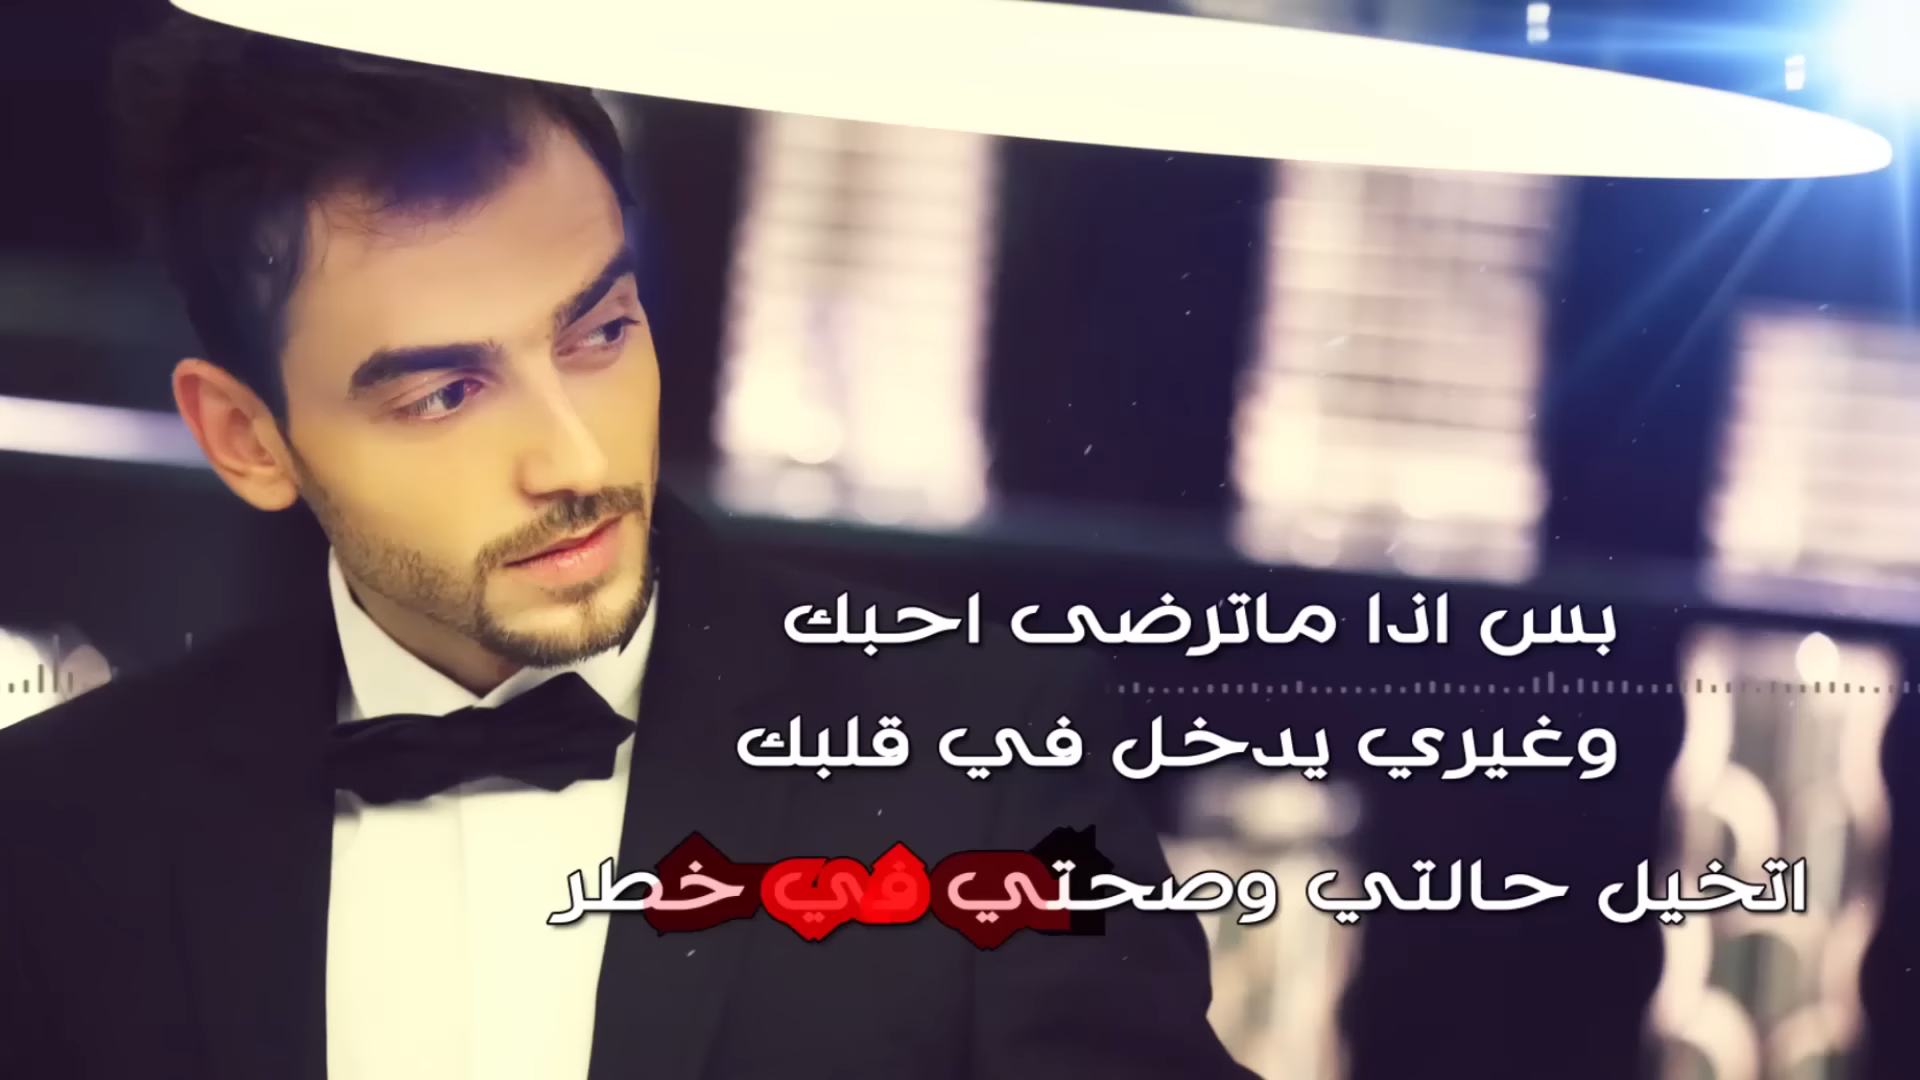 بس اذا ماترضى احبك
وغيري يدخل في قلبك
اتخيل حالتي وصحتي في خطر